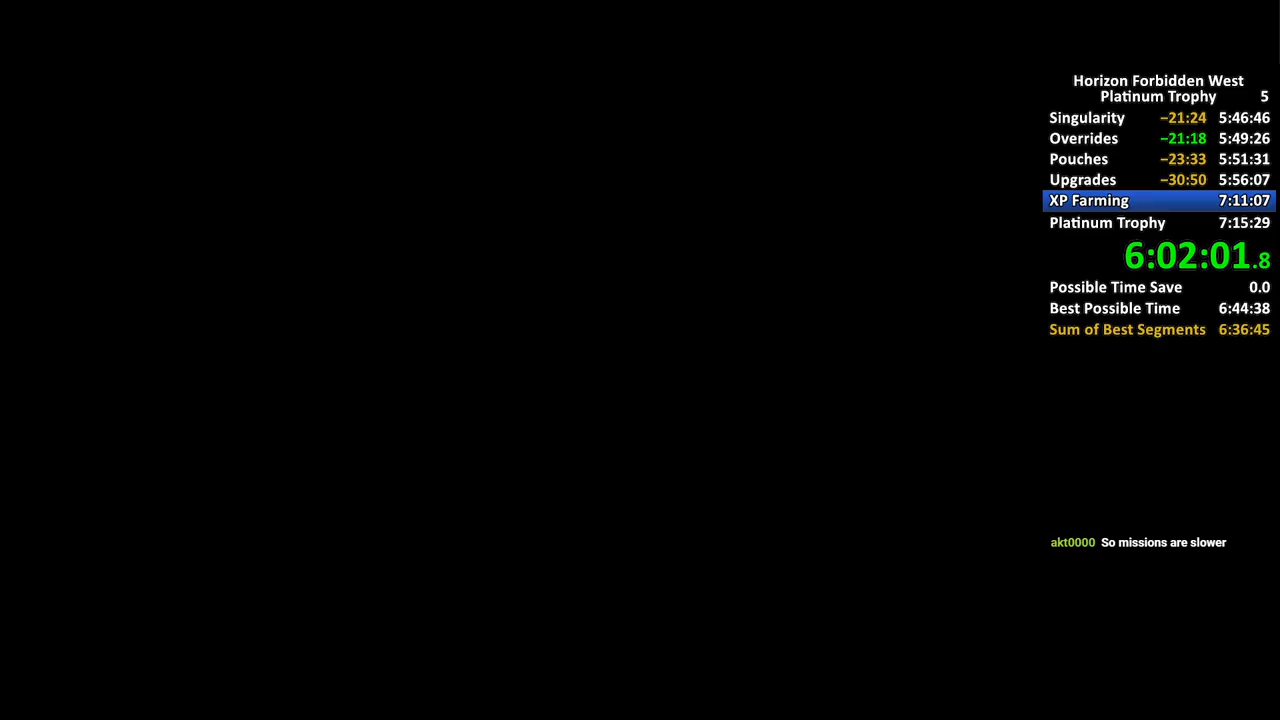 Horizon Forbidden West
Platinum Trophy 5
Singularity −21:24 5:46:46
Overrides −21:18 5:49:26
Pouches −23:33 5:51:31
Upgrades −30:50 5:56:07
XP Farming 7:11:07
Platinum Trophy 7:15:29
6:02:01.8
Possible Time Save 0.0
Best Possible Time 6:44:38
Sum of Best Segments 6:36:45
akt0000 So missions are slower